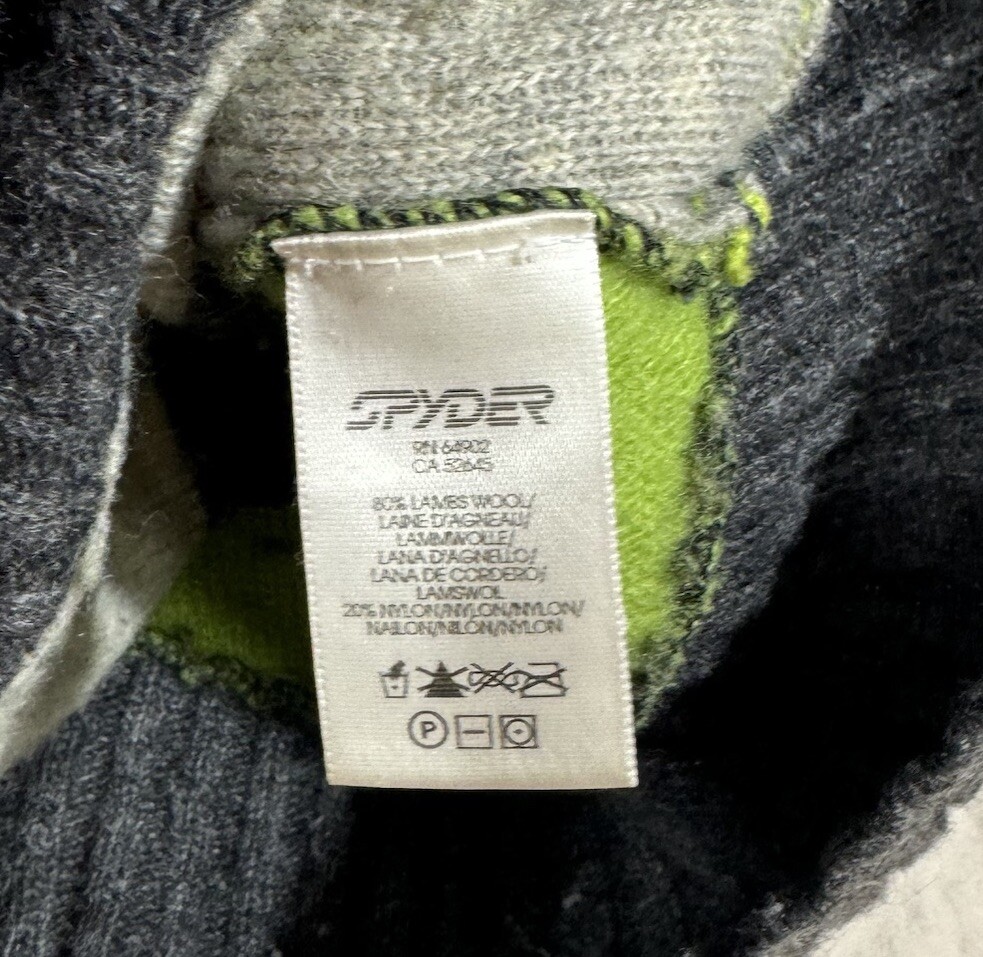 SPYDER
RN 64902
CA 52645
80% LAMBS WOOL/
LAINE D'AGNEAU/
LAMMWOLLE/
LANA D'AGNELLO/
LANA DE CORDERO/
LAMSWOL
20% NYLON/NYLON/NYLON/
NAILON/NILÓN/NYLON
P